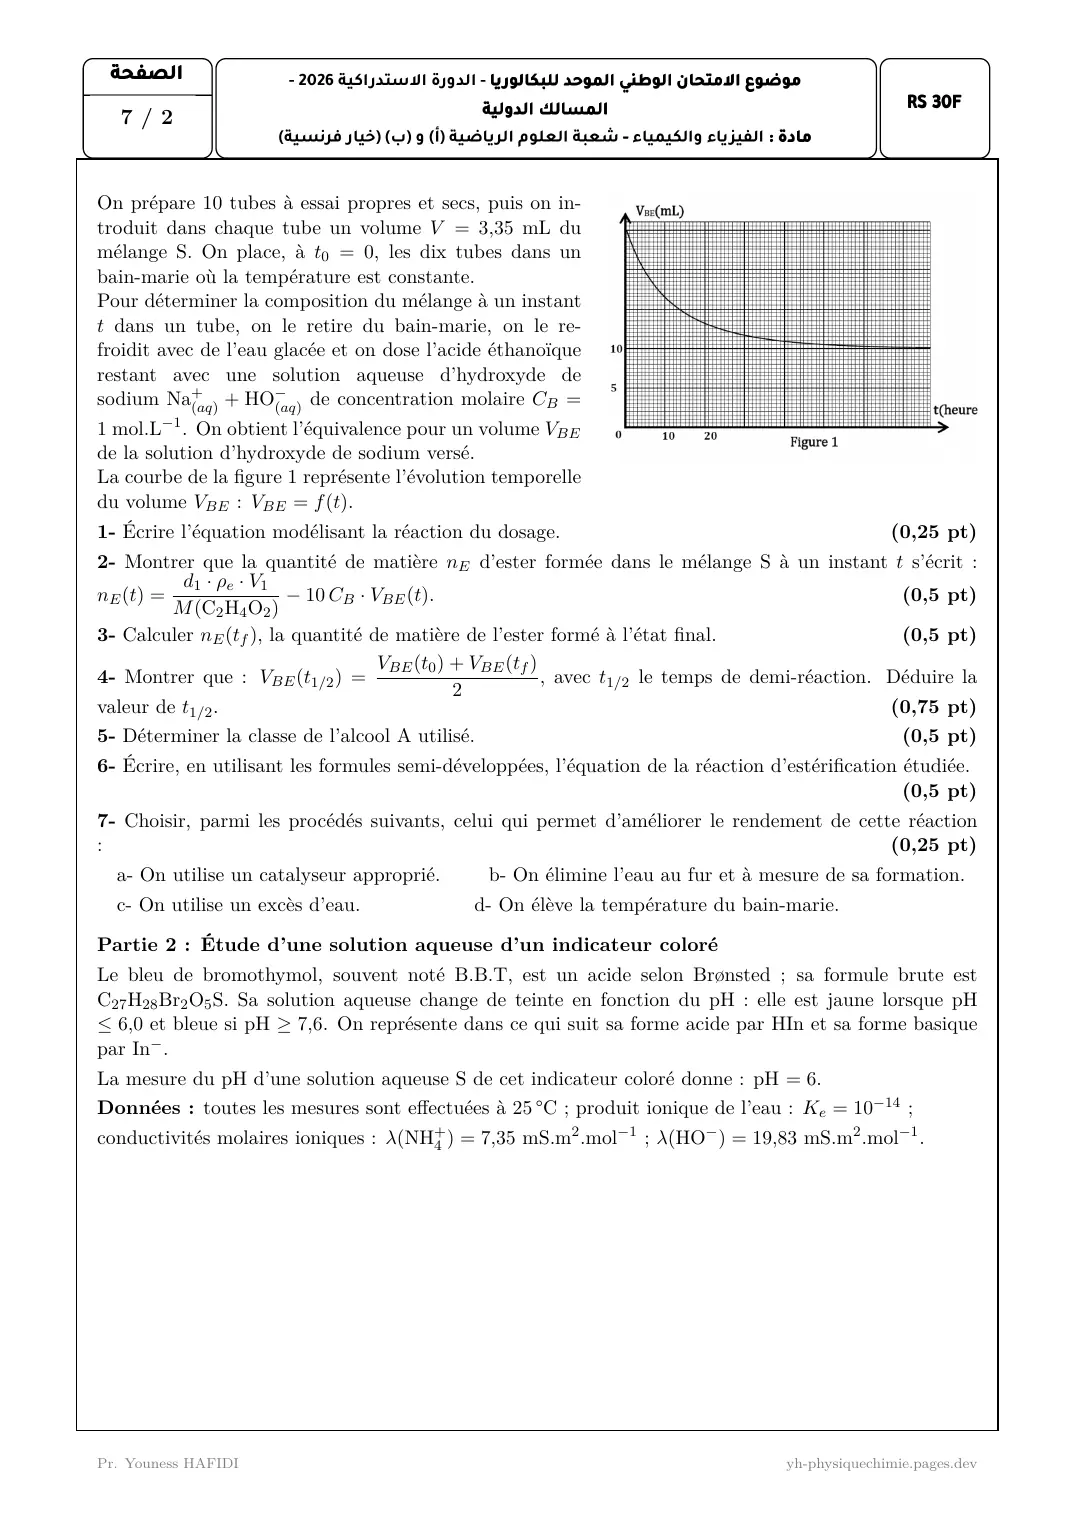 الصفحة
7 / 2
موضوع الامتحان الوطني الموحد للبكالوريا - الدورة الاستدراكية 2026 -
المسالك الدولية
مادة : الفيزياء والكيمياء - شعبة العلوم الرياضية (أ) و (ب) (خيار فرنسية)
RS 30F
On prépare 10 tubes à essai propres et secs, puis on in-
troduit dans chaque tube un volume V = 3,35 mL du
mélange S. On place, à t₀ = 0, les dix tubes dans un
bain-marie où la température est constante.
Pour déterminer la composition du mélange à un instant
t dans un tube, on le retire du bain-marie, on le re-
froidit avec de l'eau glacée et on dose l'acide éthanoïque
restant avec une solution aqueuse d'hydroxyde de
sodium Na⁺(aq) + HO⁻(aq) de concentration molaire C_B =
1 mol.L⁻¹. On obtient l'équivalence pour un volume V_BE
de la solution d'hydroxyde de sodium versé.
La courbe de la figure 1 représente l'évolution temporelle
du volume V_BE : V_BE = f(t).
V_BE(mL)
10
5
0
10
20
t(heure
Figure 1
1- Écrire l'équation modélisant la réaction du dosage. (0,25 pt)
2- Montrer que la quantité de matière n_E d'ester formée dans le mélange S à un instant t s'écrit :
n_E(t) = (d₁ · ρ_e · V₁)/(M(C₂H₄O₂)) − 10 C_B · V_BE(t). (0,5 pt)
3- Calculer n_E(t_f), la quantité de matière de l'ester formé à l'état final. (0,5 pt)
4- Montrer que : V_BE(t_1/2) = (V_BE(t₀) + V_BE(t_f))/2, avec t_1/2 le temps de demi-réaction. Déduire la
valeur de t_1/2. (0,75 pt)
5- Déterminer la classe de l'alcool A utilisé. (0,5 pt)
6- Écrire, en utilisant les formules semi-développées, l'équation de la réaction d'estérification étudiée.
(0,5 pt)
7- Choisir, parmi les procédés suivants, celui qui permet d'améliorer le rendement de cette réaction
: (0,25 pt)
a- On utilise un catalyseur approprié. b- On élimine l'eau au fur et à mesure de sa formation.
c- On utilise un excès d'eau. d- On élève la température du bain-marie.
Partie 2 : Étude d'une solution aqueuse d'un indicateur coloré
Le bleu de bromothymol, souvent noté B.B.T, est un acide selon Brønsted ; sa formule brute est
C₂₇H₂₈Br₂O₅S. Sa solution aqueuse change de teinte en fonction du pH : elle est jaune lorsque pH
≤ 6,0 et bleue si pH ≥ 7,6. On représente dans ce qui suit sa forme acide par HIn et sa forme basique
par In⁻.
La mesure du pH d'une solution aqueuse S de cet indicateur coloré donne : pH = 6.
Données : toutes les mesures sont effectuées à 25 °C ; produit ionique de l'eau : K_e = 10⁻¹⁴ ;
conductivités molaires ioniques : λ(NH₄⁺) = 7,35 mS.m².mol⁻¹ ; λ(HO⁻) = 19,83 mS.m².mol⁻¹.
Pr. Youness HAFIDI
yh-physiquechimie.pages.dev